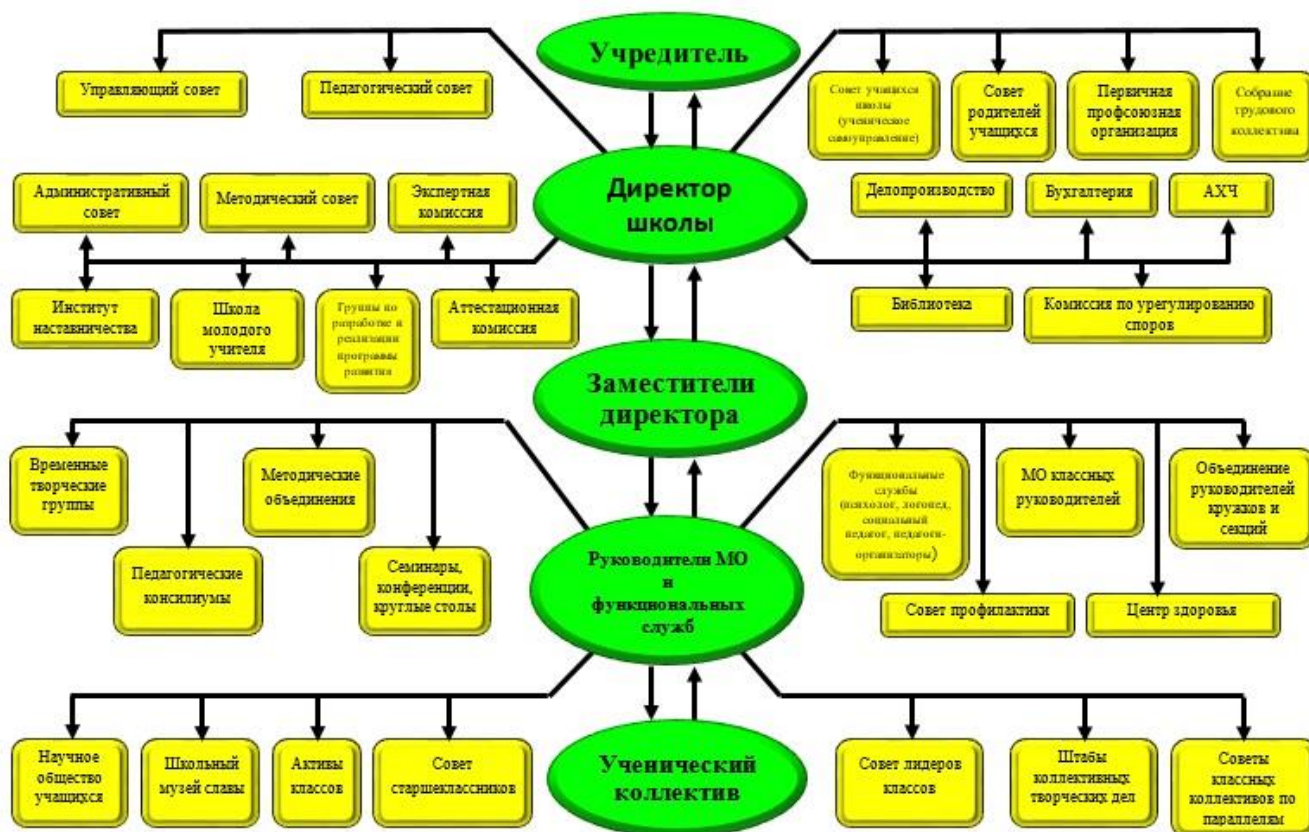 Учредитель
Управляющий совет
Педагогический совет
Совет учащихся
школы
(ученическое
самоуправление)
Совет
родителей
учащихся
Первичная
профсоюзная
организация
Собрание
трудового
коллектива
Директор
школы
Административный
совет
Методический совет
Экспертная
комиссия
Делопроизводство
Бухгалтерия
АХЧ
Институт
наставничества
Школа
молодого
учителя
Группы по
разработке и
реализации
программы
развития
Аттестационная
комиссия
Библиотека
Комиссия по урегулированию
споров
Заместители
директора
Временные
творческие
группы
Методические
объединения
Функциональные
службы
(психолог, логопед,
социальный
педагог, педагоги-
организаторы)
МО классных
руководителей
Объединение
руководителей
кружков и
секций
Педагогические
консилиумы
Семинары,
конференции,
круглые столы
Руководители МО
и
функциональных
служб
Совет профилактики
Центр здоровья
Научное
общество
учащихся
Школьный
музей славы
Активы
классов
Совет
старшеклассников
Ученический
коллектив
Совет лидеров
классов
Штабы
коллективных
творческих дел
Советы
классных
коллективов по
параллелям